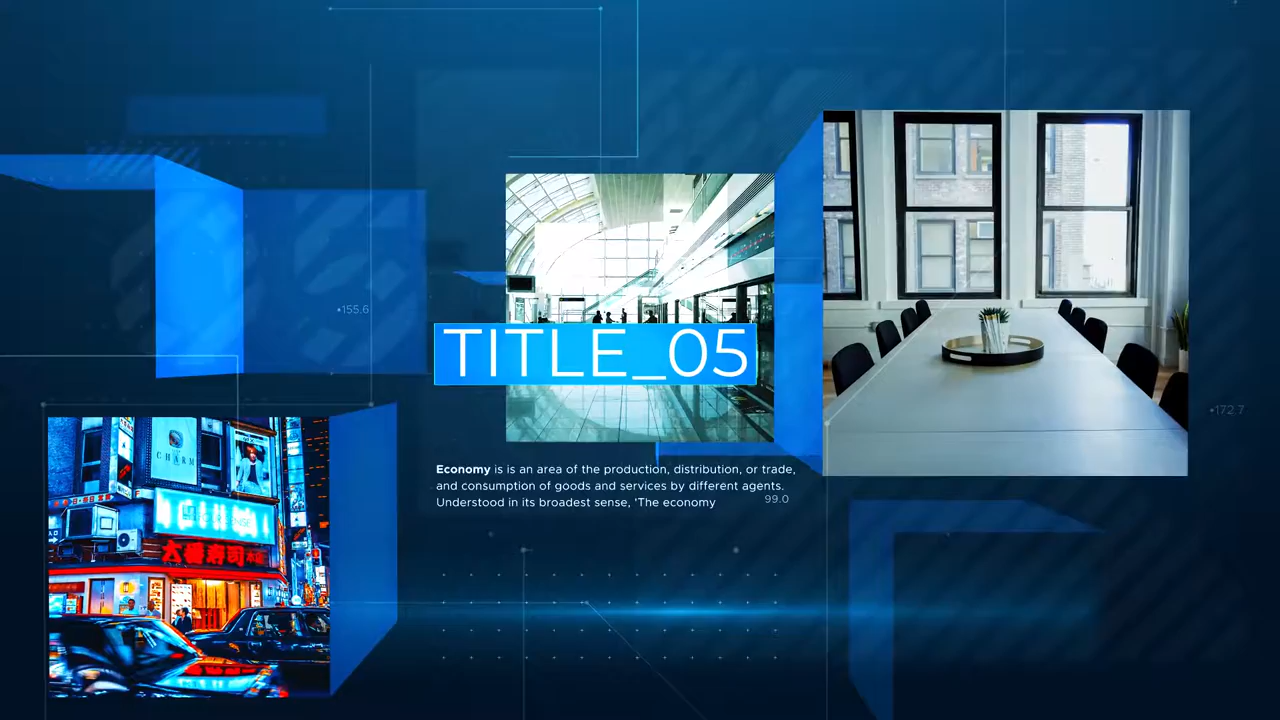 •155.6
TITLE_05
•172.7
Economy is is an area of the production, distribution, or trade,
and consumption of goods and services by different agents.
Understood in its broadest sense, 'The economy
99.0
CHARM
大福寿司